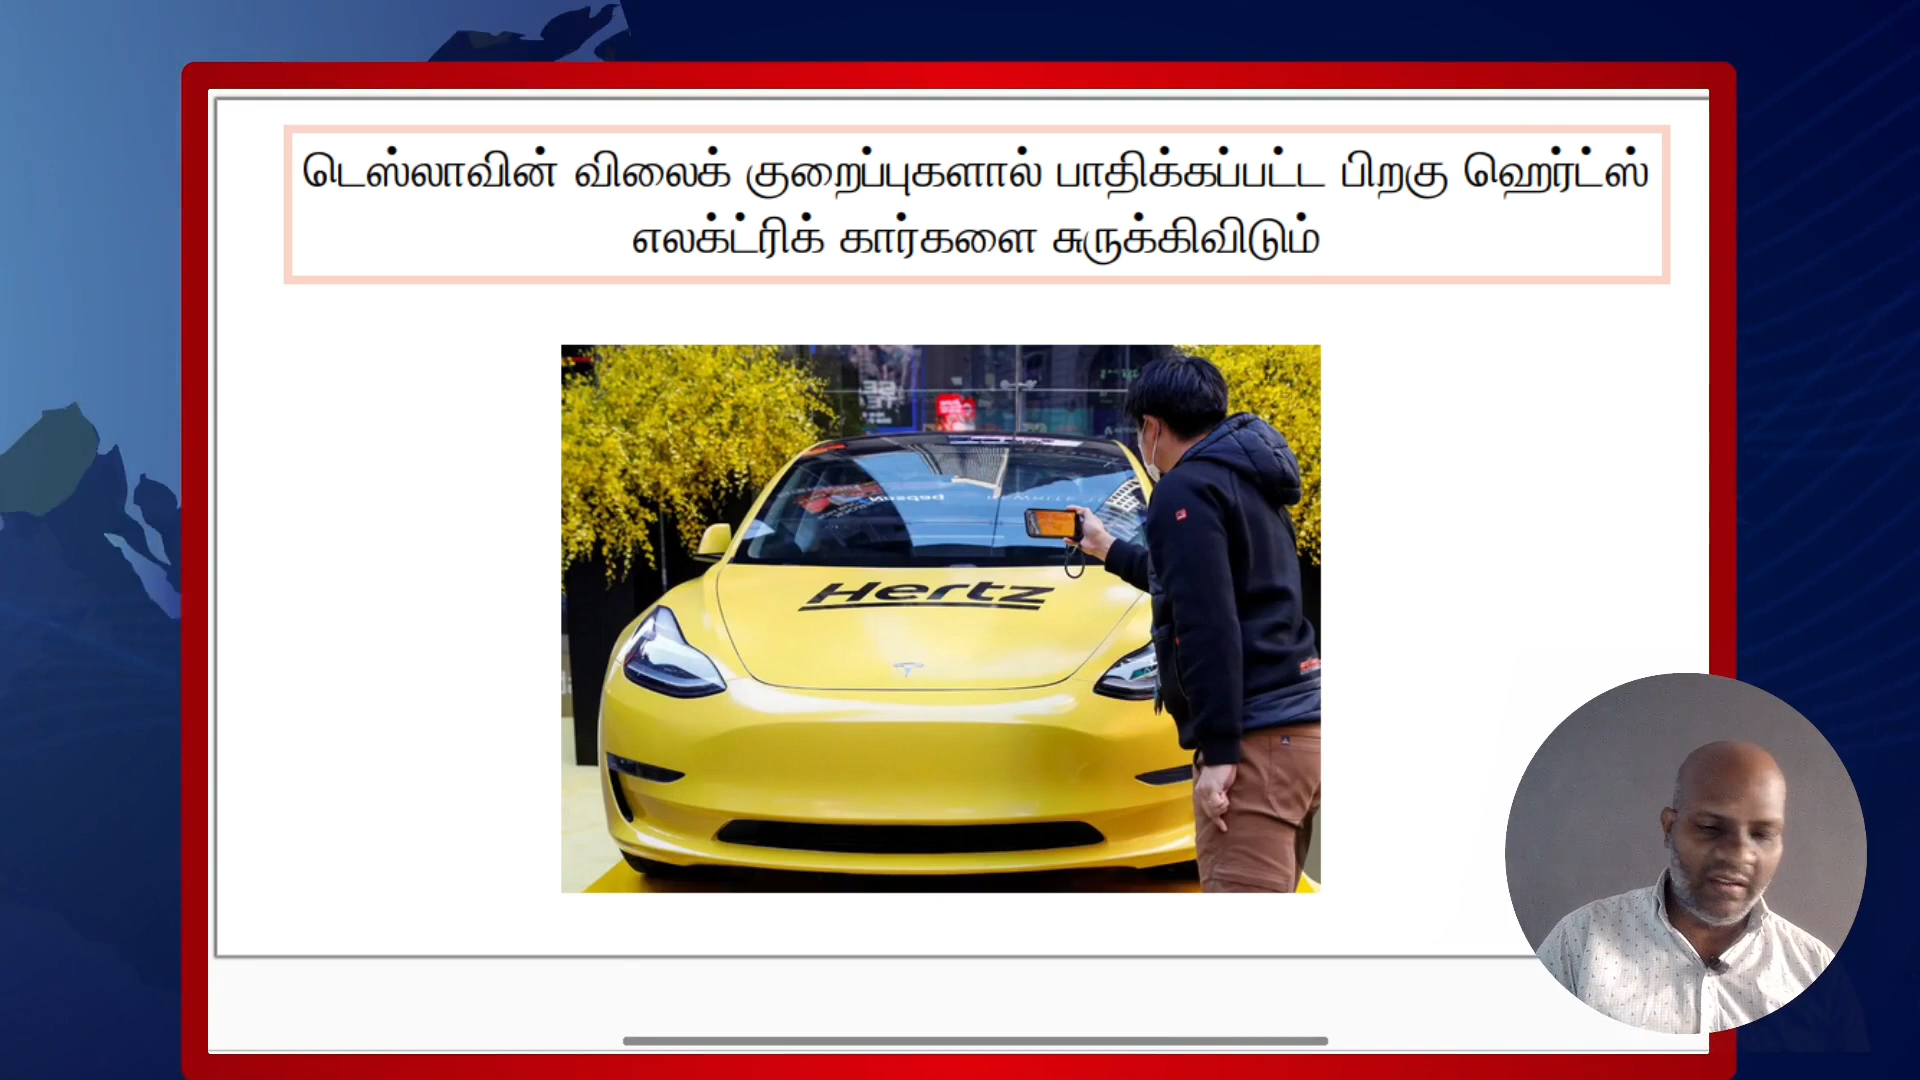 டெஸ்லாவின் விலைக் குறைப்புகளால் பாதிக்கப்பட்ட பிறகு ஹெர்ட்ஸ்
எலக்ட்ரிக் கார்களை சுருக்கிவிடும்
Hertz